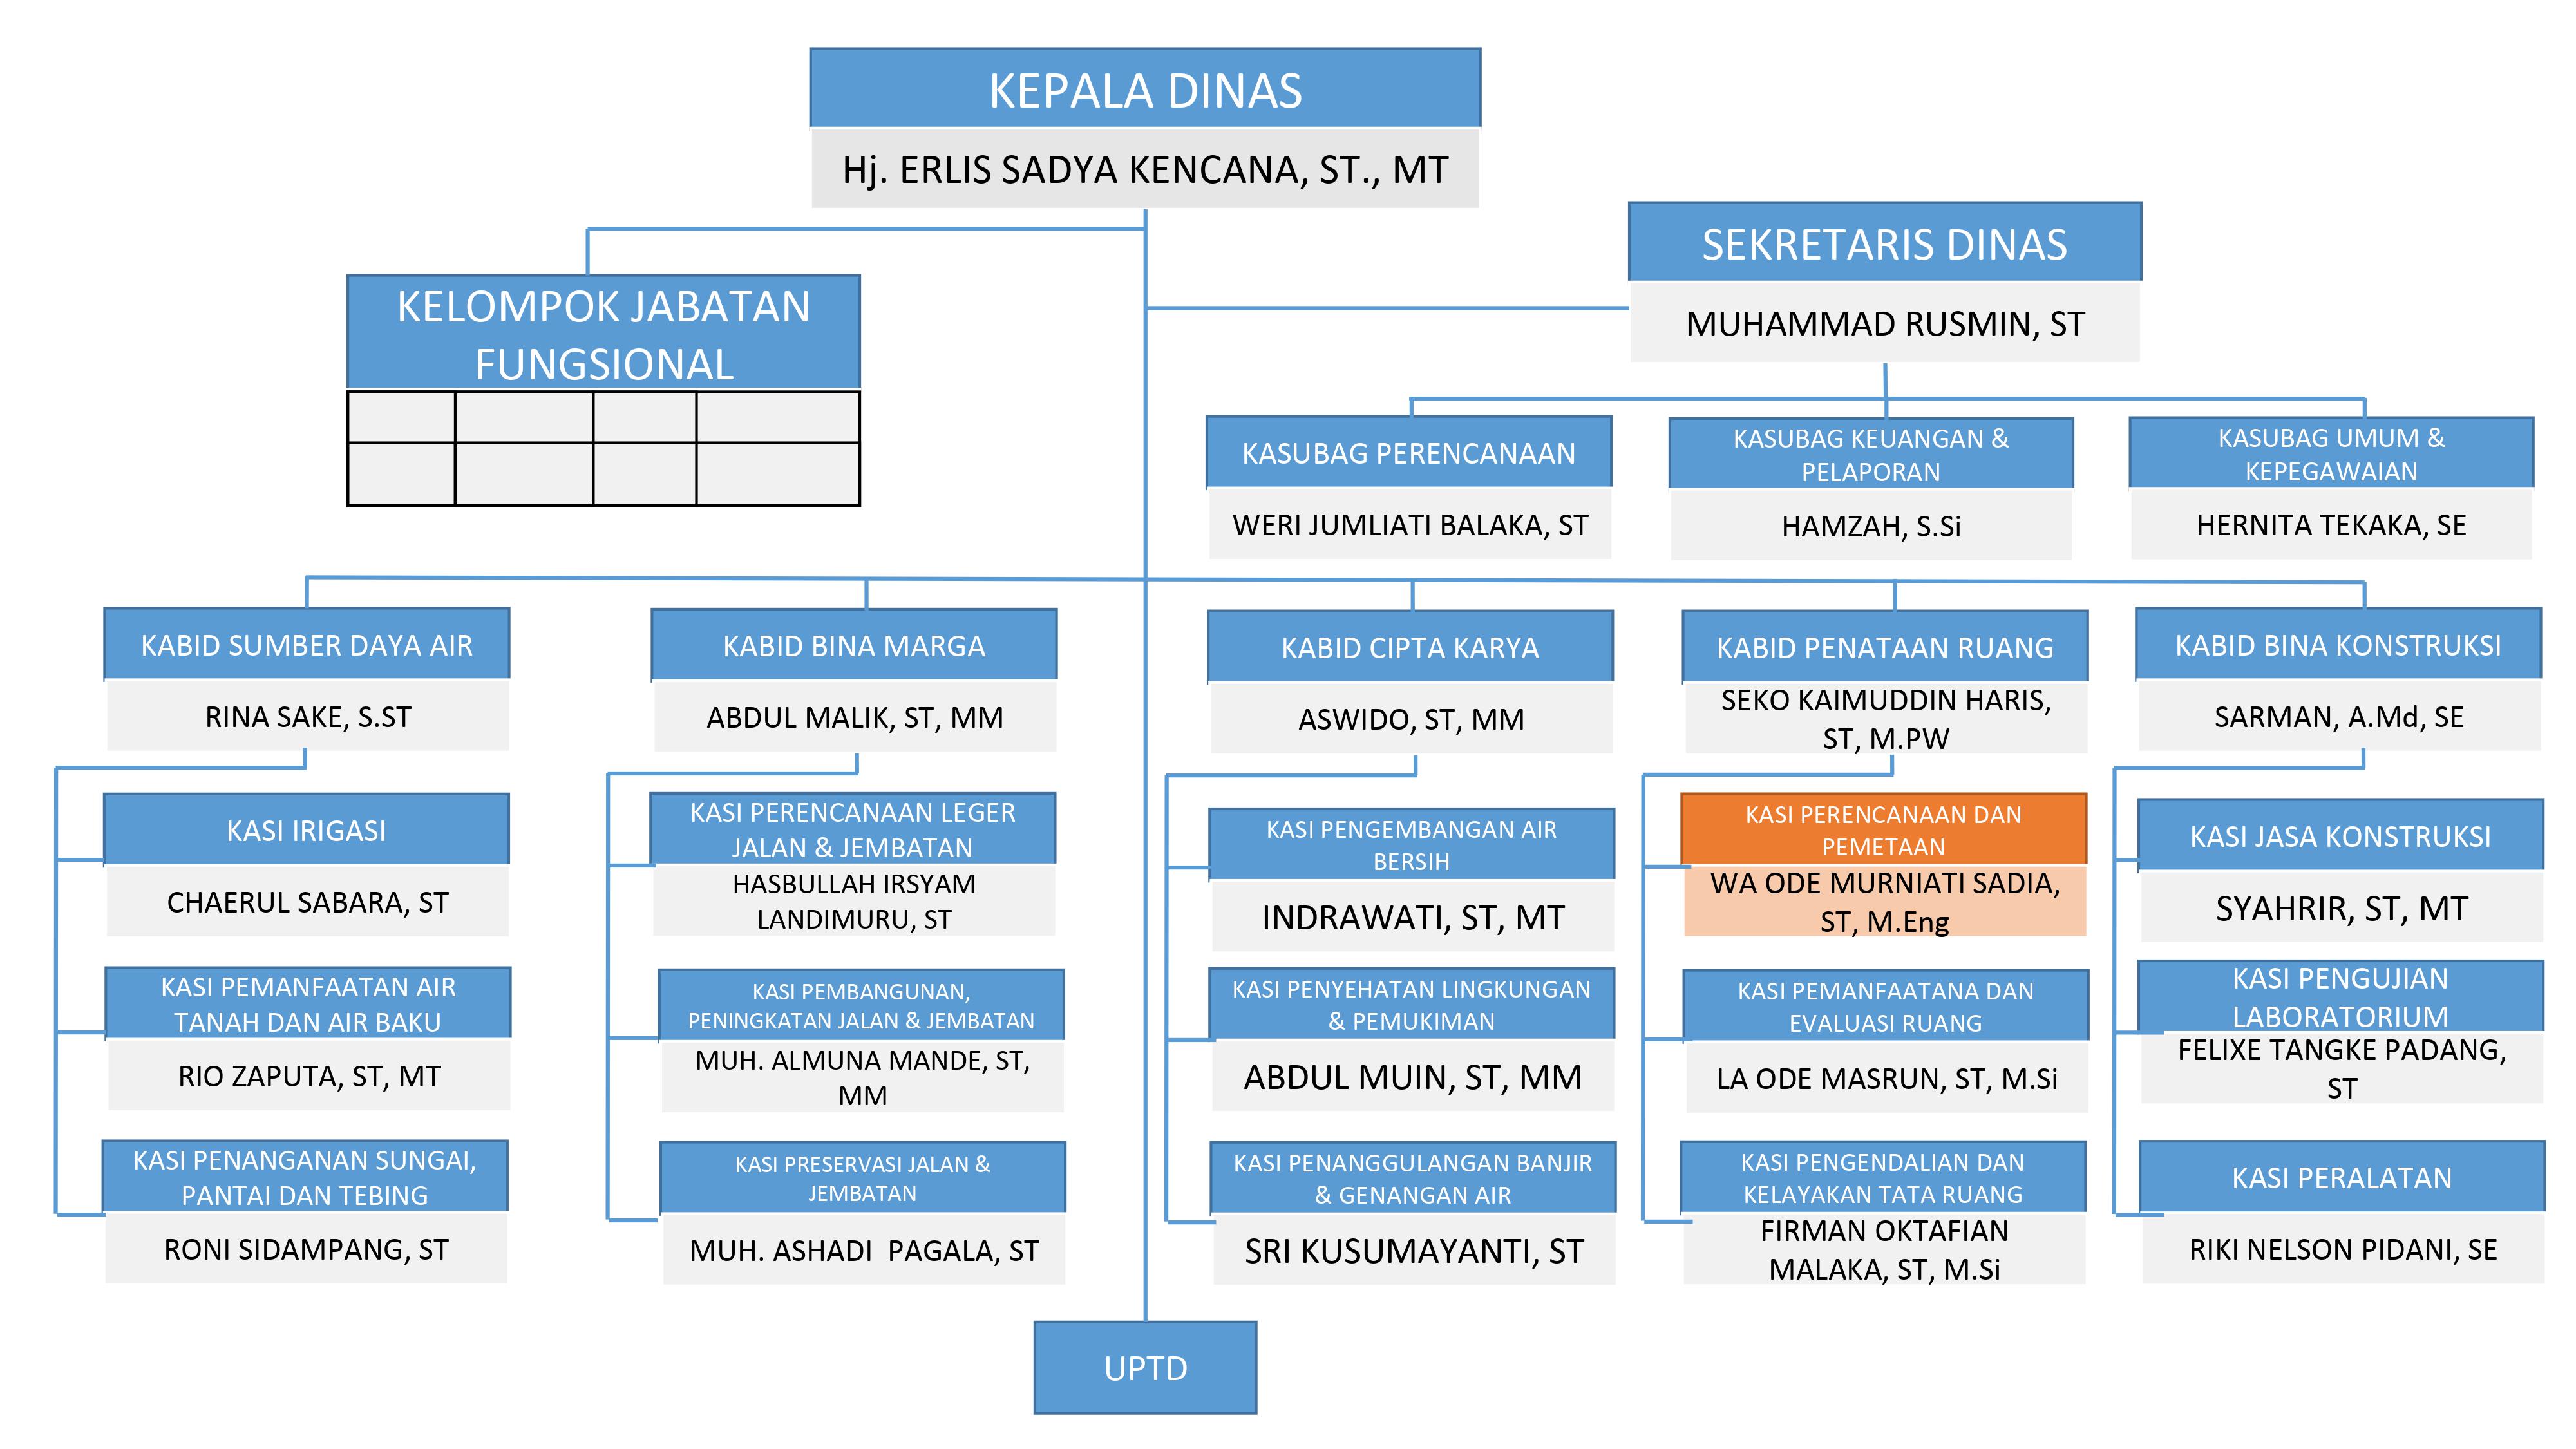 KEPALA DINAS
Hj. ERLIS SADYA KENCANA, ST., MT
SEKRETARIS DINAS
MUHAMMAD RUSMIN, ST
KELOMPOK JABATAN
FUNGSIONAL
KASUBAG PERENCANAAN
WERI JUMLIATI BALAKA, ST
KASUBAG KEUANGAN &
PELAPORAN
HAMZAH, S.Si
KASUBAG UMUM &
KEPEGAWAIAN
HERNITA TEKAKA, SE
KABID SUMBER DAYA AIR
RINA SAKE, S.ST
KASI IRIGASI
CHAERUL SABARA, ST
KASI PEMANFAATAN AIR
TANAH DAN AIR BAKU
RIO ZAPUTA, ST, MT
KASI PENANGANAN SUNGAI,
PANTAI DAN TEBING
RONI SIDAMPANG, ST
KABID BINA MARGA
ABDUL MALIK, ST, MM
KASI PERENCANAAN LEGER
JALAN & JEMBATAN
HASBULLAH IRSYAM
LANDIMURU, ST
KASI PEMBANGUNAN,
PENINGKATAN JALAN & JEMBATAN
MUH. ALMUNA MANDE, ST,
MM
KASI PRESERVASI JALAN &
JEMBATAN
MUH. ASHADI  PAGALA, ST
KABID CIPTA KARYA
ASWIDO, ST, MM
KASI PENGEMBANGAN AIR
BERSIH
INDRAWATI, ST, MT
KASI PENYEHATAN LINGKUNGAN
& PEMUKIMAN
ABDUL MUIN, ST, MM
KASI PENANGGULANGAN BANJIR
& GENANGAN AIR
SRI KUSUMAYANTI, ST
KABID PENATAAN RUANG
SEKO KAIMUDDIN HARIS,
ST, M.PW
KASI PERENCANAAN DAN
PEMETAAN
WA ODE MURNIATI SADIA,
ST, M.Eng
KASI PEMANFAATANA DAN
EVALUASI RUANG
LA ODE MASRUN, ST, M.Si
KASI PENGENDALIAN DAN
KELAYAKAN TATA RUANG
FIRMAN OKTAFIAN
MALAKA, ST, M.Si
KABID BINA KONSTRUKSI
SARMAN, A.Md, SE
KASI JASA KONSTRUKSI
SYAHRIR, ST, MT
KASI PENGUJIAN
LABORATORIUM
FELIXE TANGKE PADANG,
ST
KASI PERALATAN
RIKI NELSON PIDANI, SE
UPTD